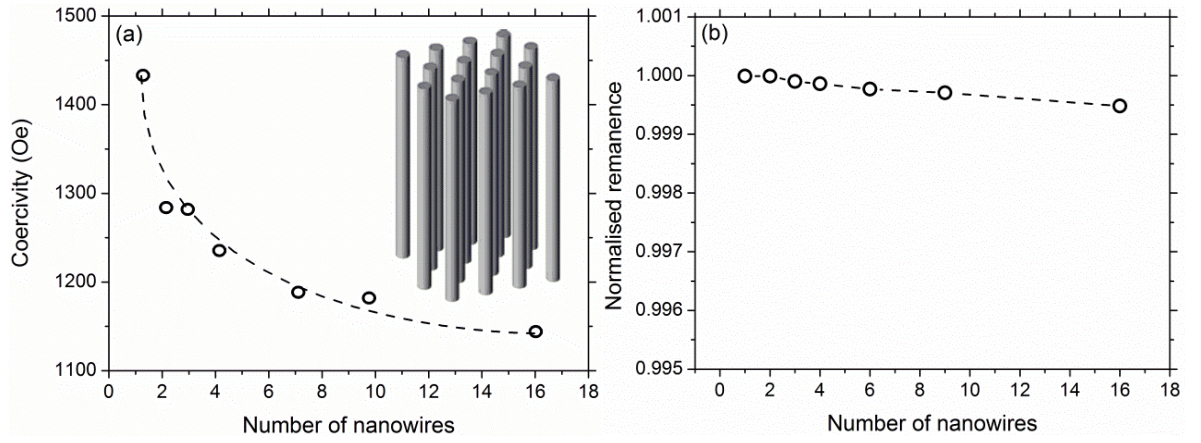 (a)
Coercivity (Oe)
1500
1400
1300
1200
1100
0 2 4 6 8 10 12 14 16 18
Number of nanowires
(b)
Normalised remanence
1.001
1.000
0.999
0.998
0.997
0.996
0.995
0 2 4 6 8 10 12 14 16 18
Number of nanowires